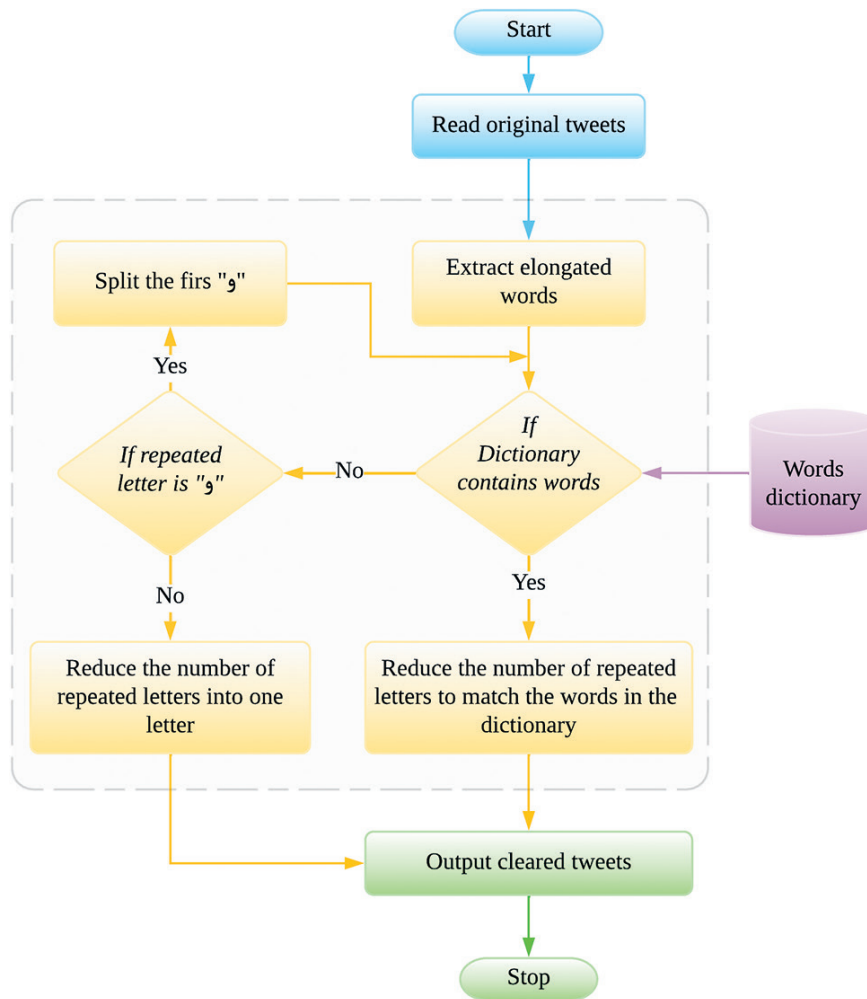 Start
Read original tweets
Split the firs "و"
Extract elongated
words
Yes
If repeated
letter is "و"
No
If
Dictionary
contains words
Words
dictionary
No
Yes
Reduce the number of
repeated letters into one
letter
Reduce the number of repeated
letters to match the words in the
dictionary
Output cleared tweets
Stop